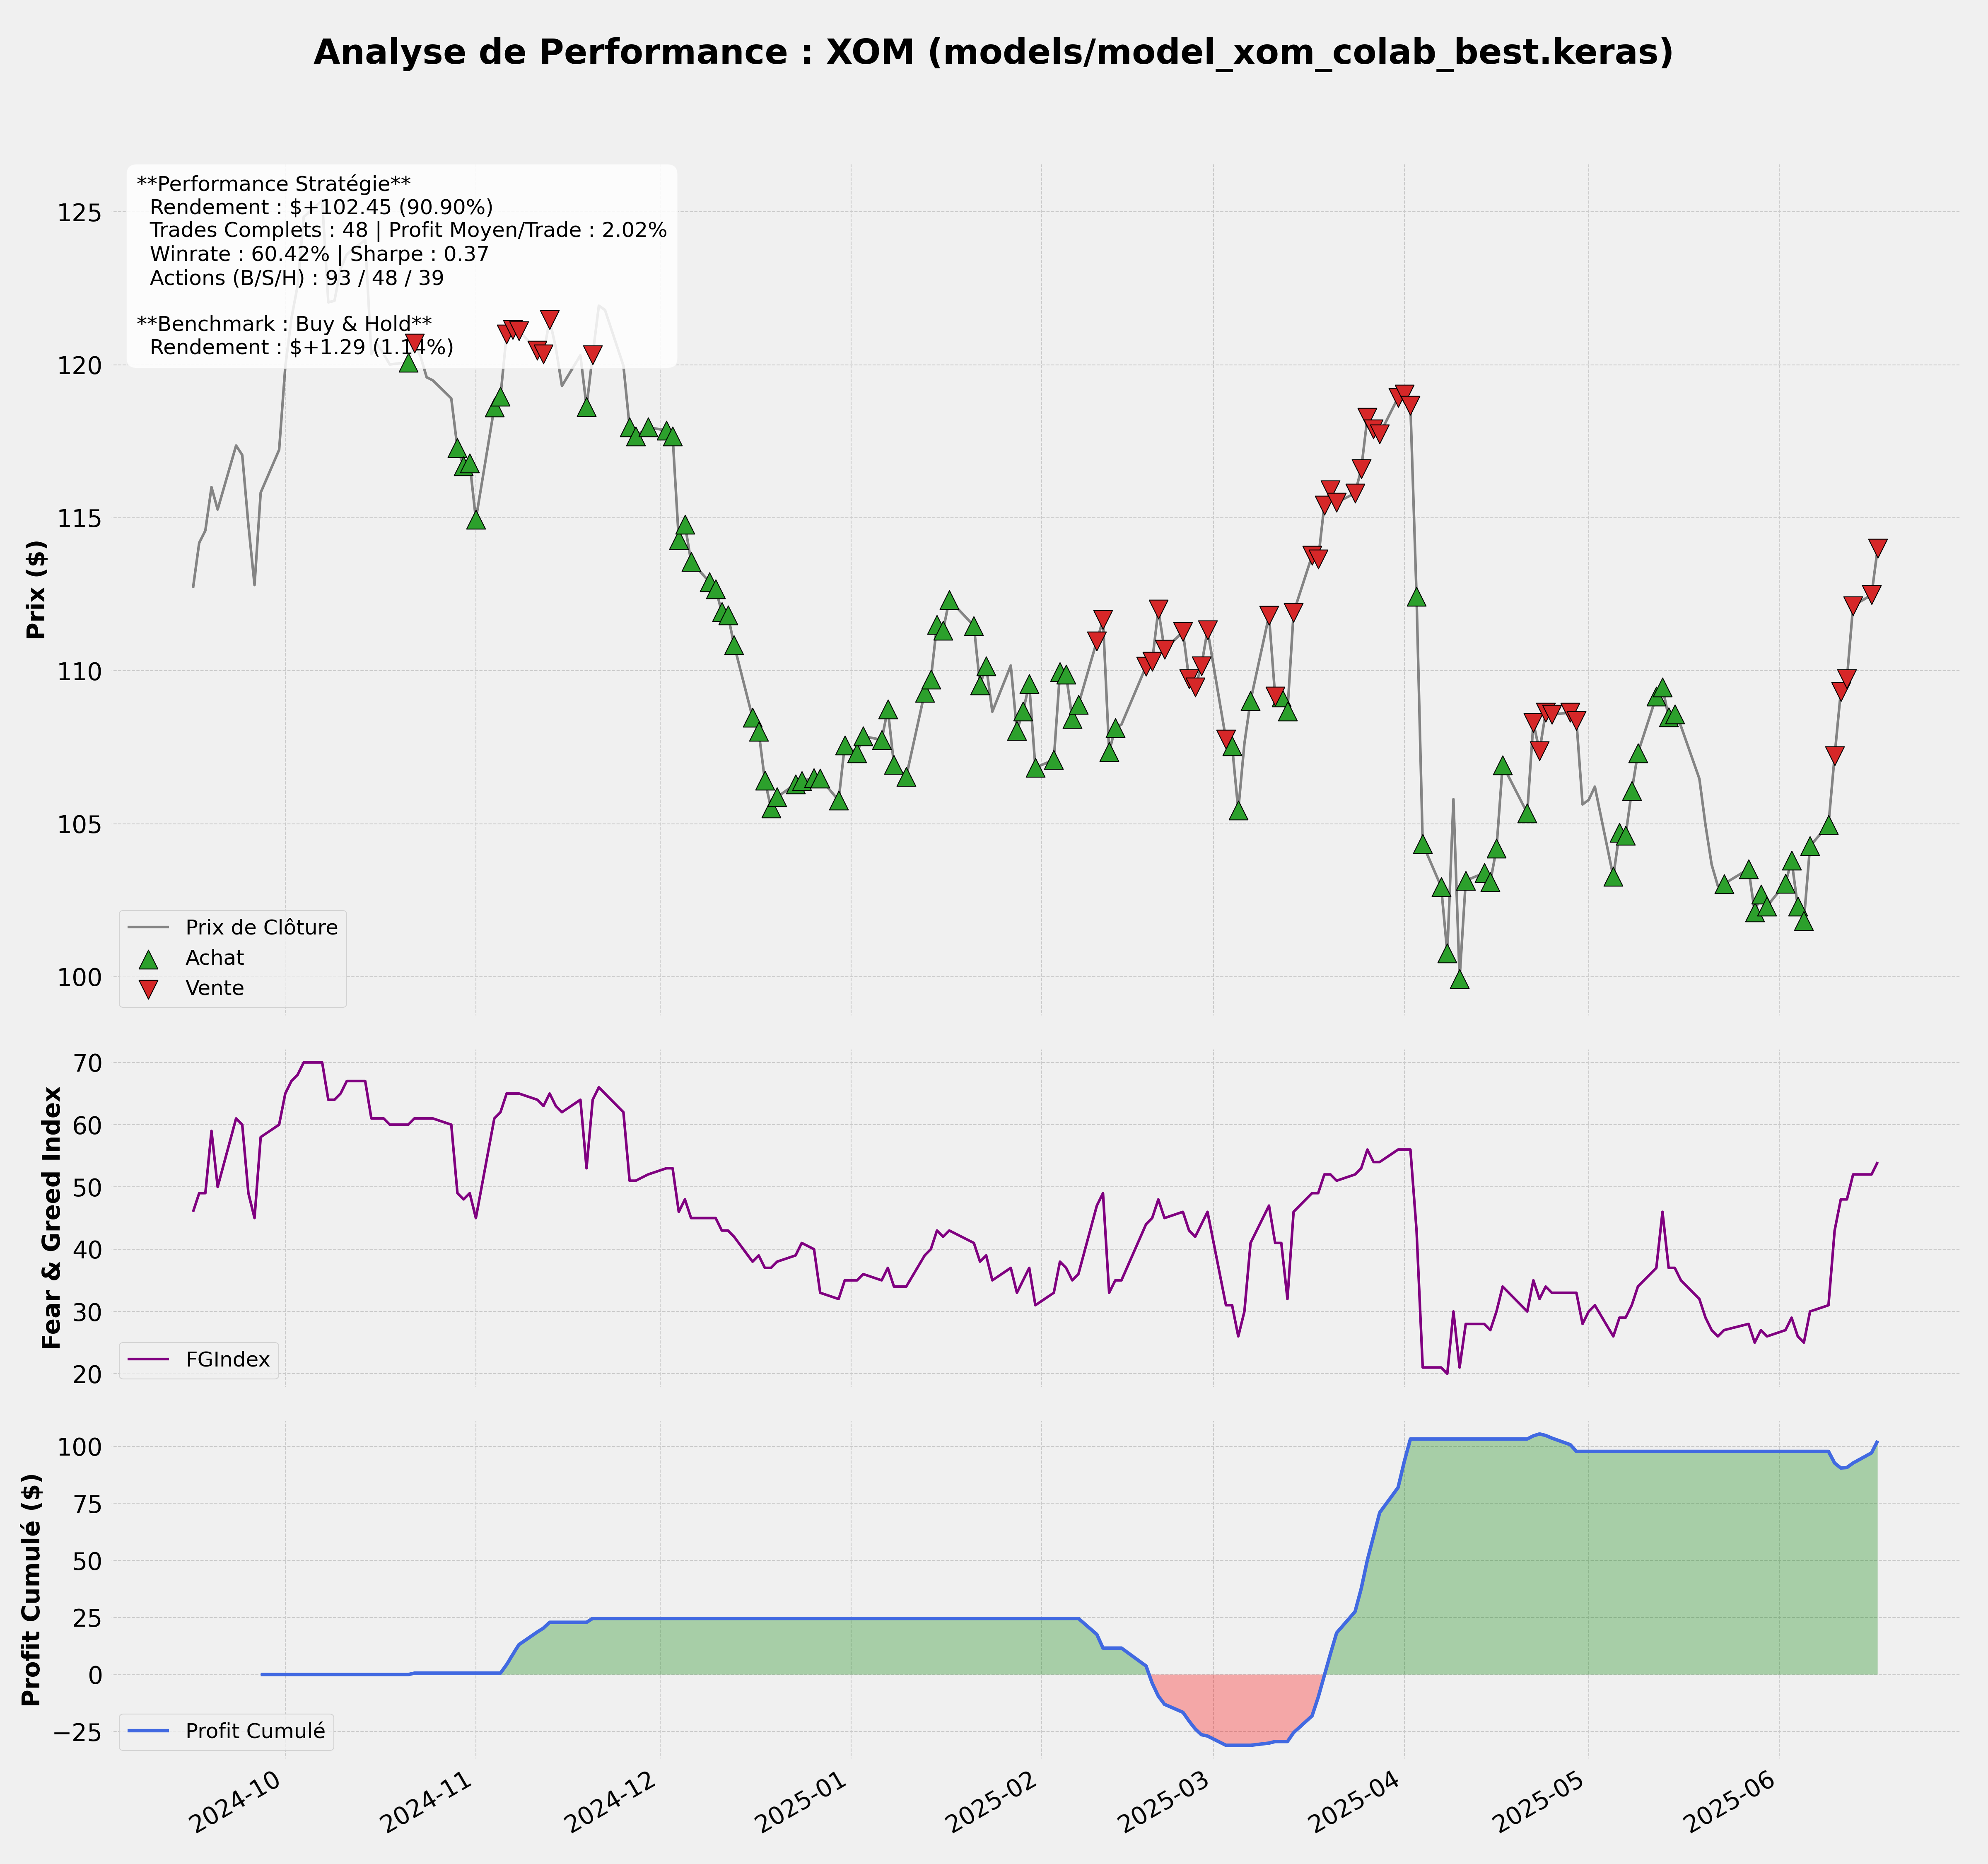 Analyse de Performance : XOM (models/model_xom_colab_best.keras)
**Performance Stratégie**
Rendement : $+102.45 (90.90%)
Trades Complets : 48 | Profit Moyen/Trade : 2.02%
Winrate : 60.42% | Sharpe : 0.37
Actions (B/S/H) : 93 / 48 / 39
**Benchmark : Buy & Hold**
Rendement : $+1.29 (1.14%)
Prix ($)
125
120
115
110
105
100
Prix de Clôture
Achat
Vente
Fear & Greed Index
70
60
50
40
30
20
FGIndex
Profit Cumulé ($)
100
75
50
25
0
−25
Profit Cumulé
2024-10
2024-11
2024-12
2025-01
2025-02
2025-03
2025-04
2025-05
2025-06